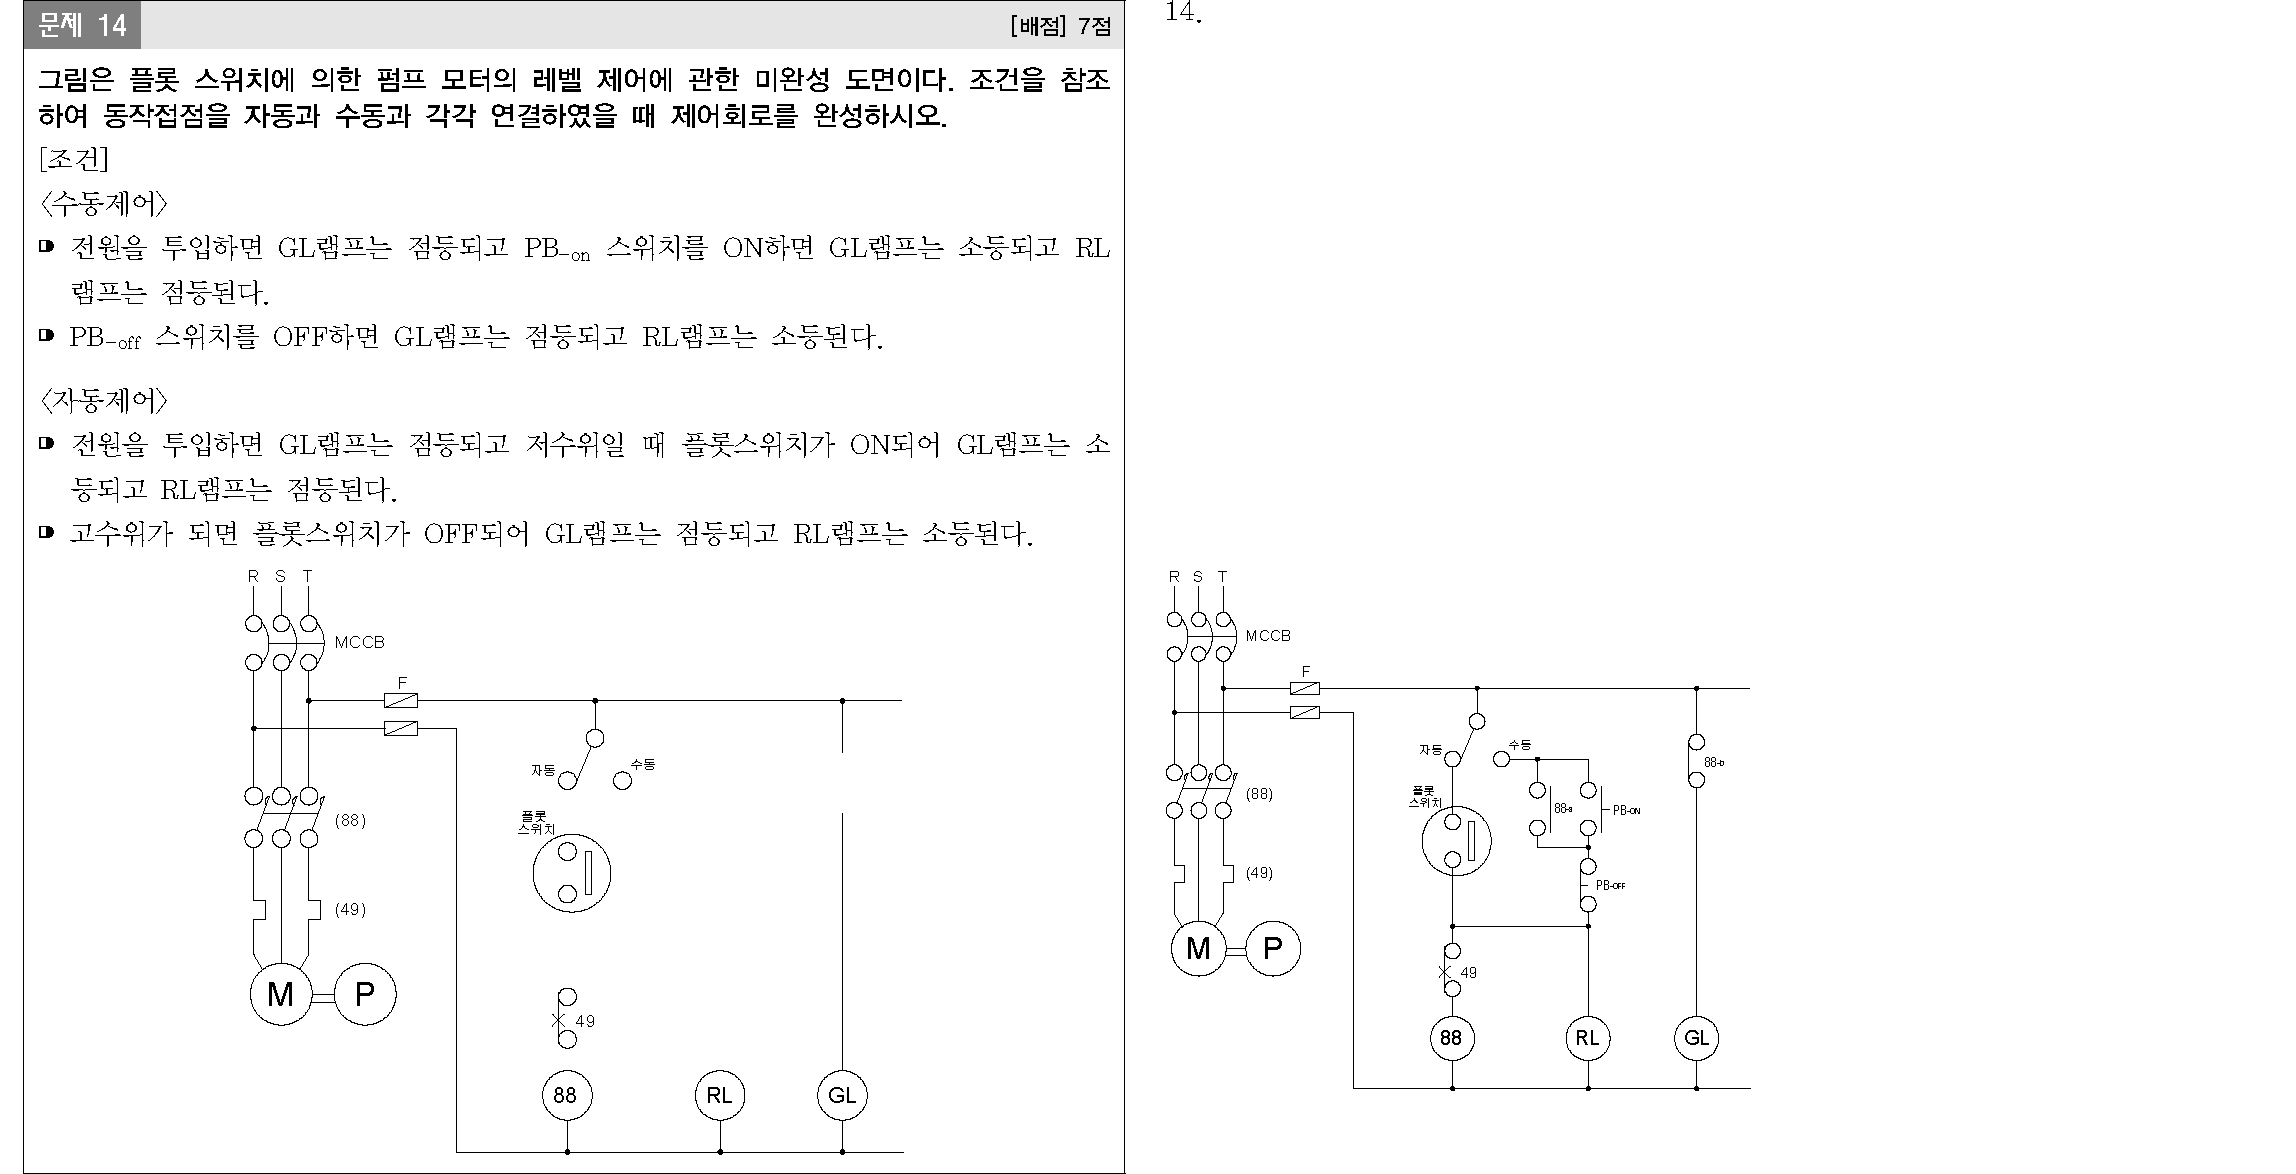 문제 14
[배점] 7점
그림은 플롯 스위치에 의한 펌프 모터의 레벨 제어에 관한 미완성 도면이다. 조건을 참조
하여 동작접점을 자동과 수동과 각각 연결하였을 때 제어회로를 완성하시오.
[조건]
〈수동제어〉
전원을 투입하면 GL램프는 점등되고 PB-on 스위치를 ON하면 GL램프는 소등되고 RL
램프는 점등된다.
PB-off 스위치를 OFF하면 GL램프는 점등되고 RL램프는 소등된다.
〈자동제어〉
전원을 투입하면 GL램프는 점등되고 저수위일 때 플롯스위치가 ON되어 GL램프는 소
등되고 RL램프는 점등된다.
고수위가 되면 플롯스위치가 OFF되어 GL램프는 점등되고 RL램프는 소등된다.
R S T
MCCB
F
자동
수동
플롯
스위치
(88)
(49)
M
P
49
88
RL
GL
14.
R S T
MCCB
F
자동
수동
88-b
플롯
스위치
(88)
88-a
PB-ON
(49)
PB-OFF
M
P
49
88
RL
GL